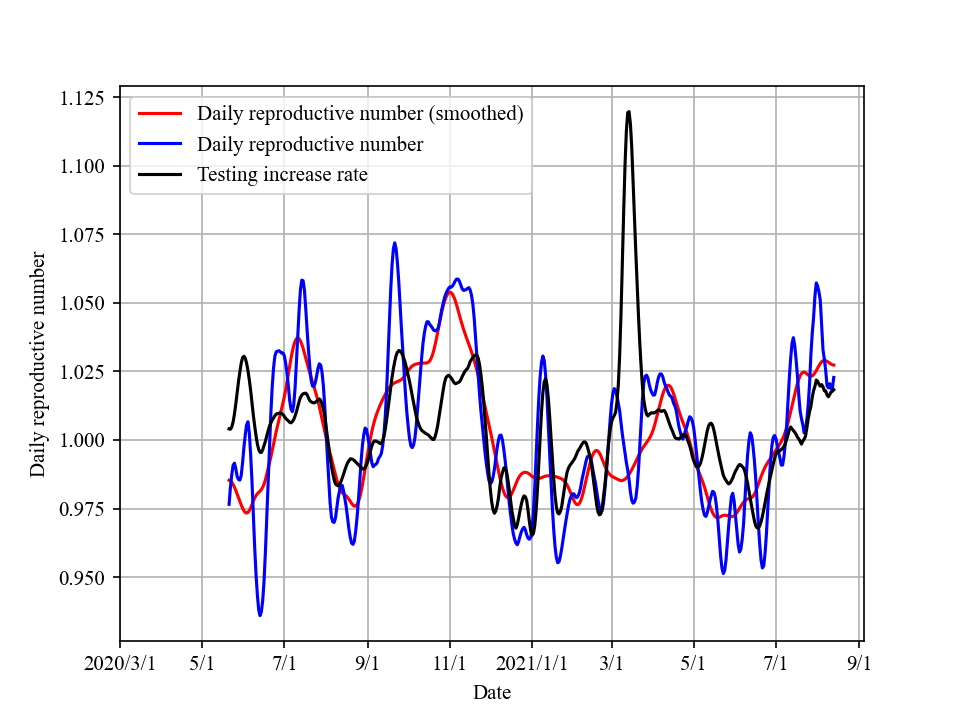 Daily reproductive number (smoothed)
Daily reproductive number
Testing increase rate
Daily reproductive number
1.125
1.100
1.075
1.050
1.025
1.000
0.975
0.950
2020/3/1 5/1 7/1 9/1 11/1 2021/1/1 3/1 5/1 7/1 9/1
Date